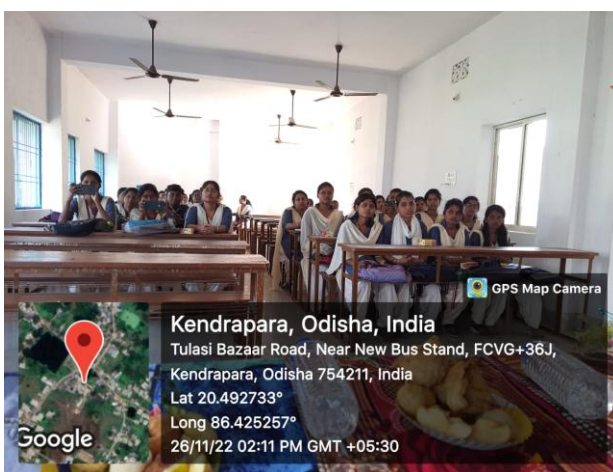 GPS Map Camera
Kendrapara, Odisha, India
Tulasi Bazaar Road, Near New Bus Stand, FCVG+36J,
Kendrapara, Odisha 754211, India
Lat 20.492733°
Long 86.425257°
26/11/22 02:11 PM GMT +05:30
Google